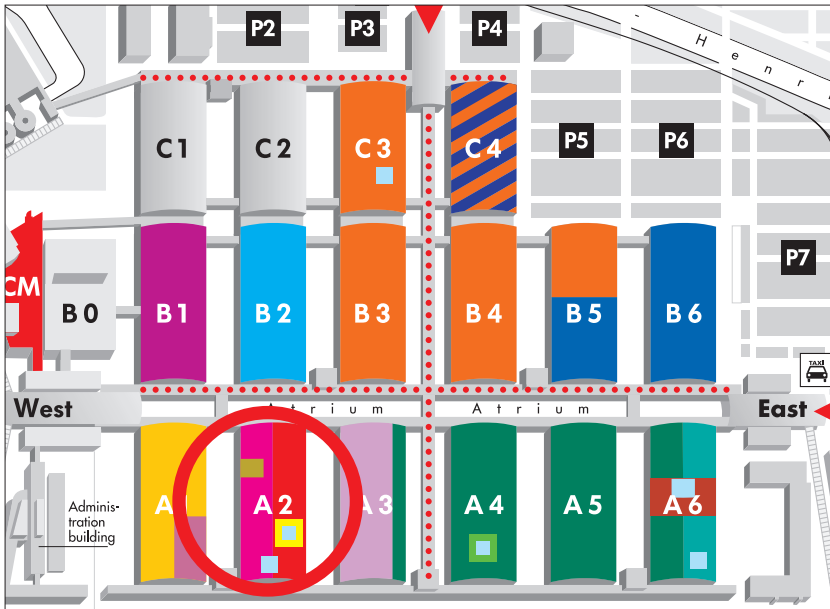 P2 P3 P4
- H e n r
C1 C2 C3 C4 P5 P6
P7
CM
B0 B1 B2 B3 B4 B5 B6
TAXI
West Atrium Atrium East
A1 A2 A3 A4 A5 A6
Adminis-
tration
building